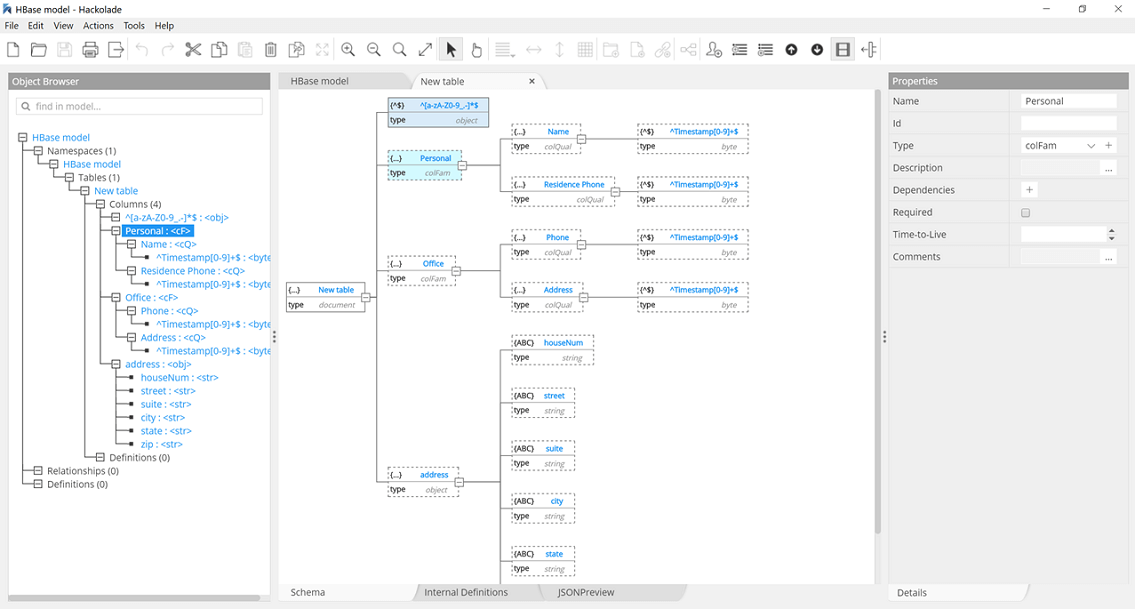 HBase model - Hackolade
File Edit View Actions Tools Help
Object Browser
find in model...
HBase model
Namespaces (1)
HBase model
Tables (1)
New table
Columns (4)
^[a-zA-Z0-9_.-]*$ : <obj>
Personal : <cF>
Name : <cQ>
^Timestamp[0-9]+$ : <byte
Residence Phone : <cQ>
^Timestamp[0-9]+$ : <byte
Office : <cF>
Phone : <cQ>
^Timestamp[0-9]+$ : <byte
Address : <cQ>
^Timestamp[0-9]+$ : <byte
address : <obj>
houseNum : <str>
street : <str>
suite : <str>
city : <str>
state : <str>
zip : <str>
Definitions (0)
Relationships (0)
Definitions (0)
HBase model New table
{^$} ^[a-zA-Z0-9_.-]*$
type object
{...} Name
type colQual
{^$} ^Timestamp[0-9]+$
type byte
{...} Personal
type colFam
{...} Residence Phone
type colQual
{^$} ^Timestamp[0-9]+$
type byte
{...} Phone
type colQual
{^$} ^Timestamp[0-9]+$
type byte
{...} Office
type colFam
{...} New table
type document
{...} Address
type colQual
{^$} ^Timestamp[0-9]+$
type byte
{ABC} houseNum
type string
{ABC} street
type string
{ABC} suite
type string
{...} address
type object
{ABC} city
type string
{ABC} state
type string
Schema Internal Definitions JSONPreview
Properties
Name Personal
Id
Type colFam
Description ...
Dependencies
Required
Time-to-Live
Comments ...
Details